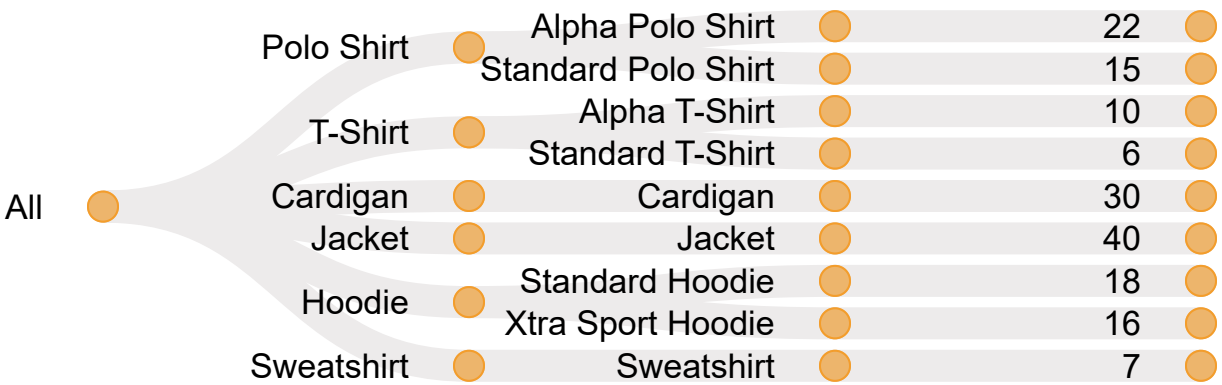 Alpha Polo Shirt 22
Polo Shirt
Standard Polo Shirt 15
Alpha T-Shirt 10
T-Shirt
Standard T-Shirt 6
Cardigan Cardigan 30
All
Jacket Jacket 40
Standard Hoodie 18
Hoodie
Xtra Sport Hoodie 16
Sweatshirt Sweatshirt 7